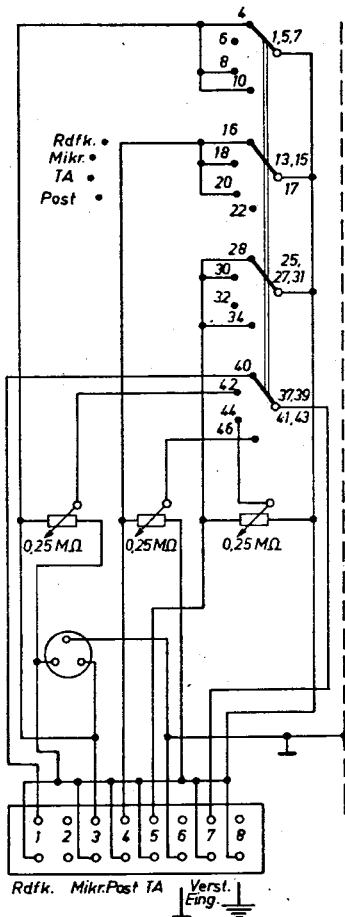 4
1,5,7
6
8
10
Rdfk.
Mikr.
TA
Post
16
13,15
17
18
20
22
28
25,
27,31
30
32
34
40
37,39
41,43
42
44
46
0,25 MΩ 0,25 MΩ 0,25 MΩ
1 2 3 4 5 6 7 8
Rdfk. Mikr. Post TA Verst.
Eing.